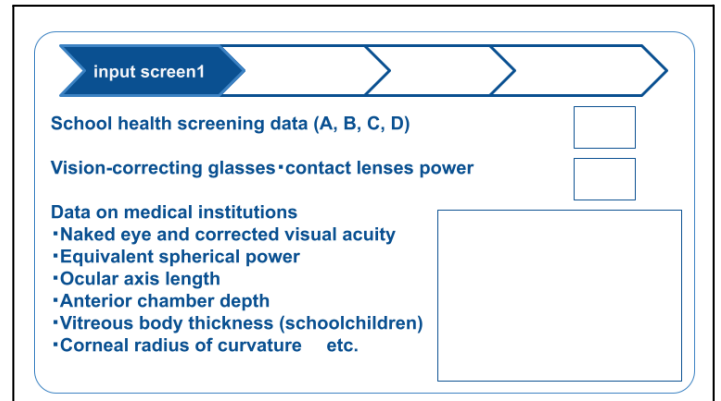 input screen1
School health screening data (A, B, C, D)
Vision-correcting glasses・contact lenses power
Data on medical institutions
・Naked eye and corrected visual acuity
・Equivalent spherical power
・Ocular axis length
・Anterior chamber depth
・Vitreous body thickness (schoolchildren)
・Corneal radius of curvature etc.